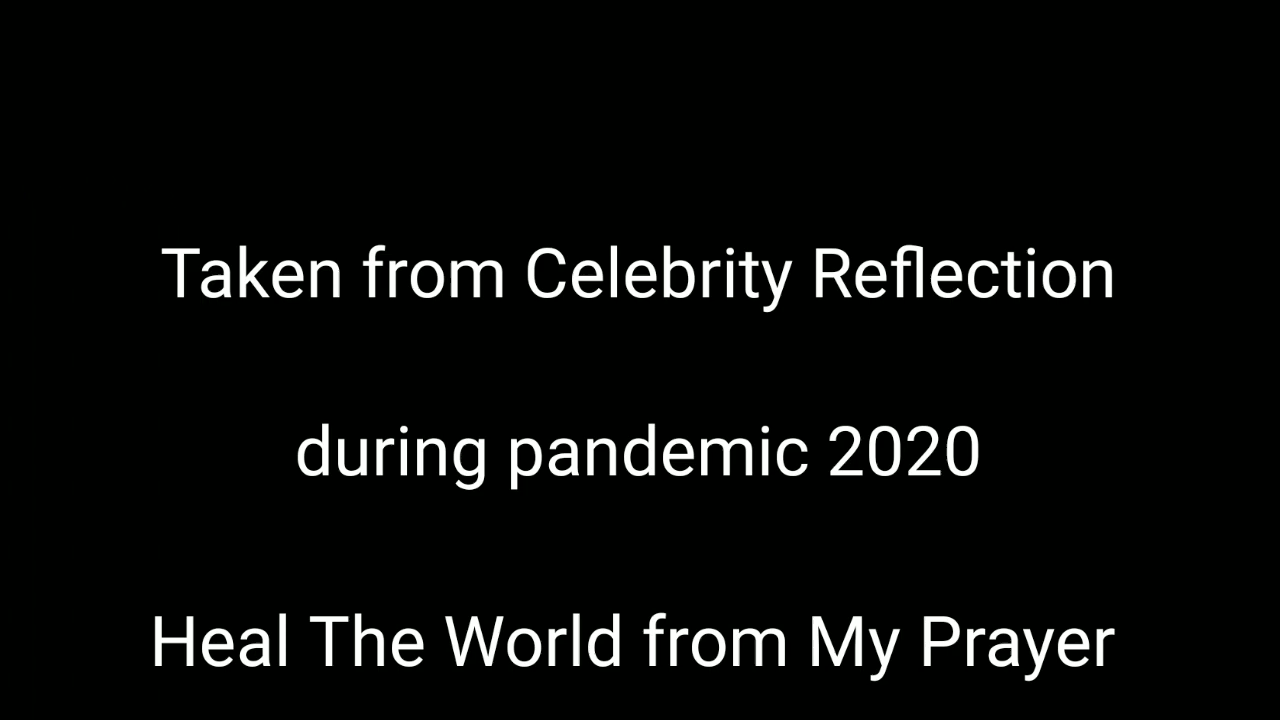 Taken from Celebrity Reflection
during pandemic 2020
Heal The World from My Prayer